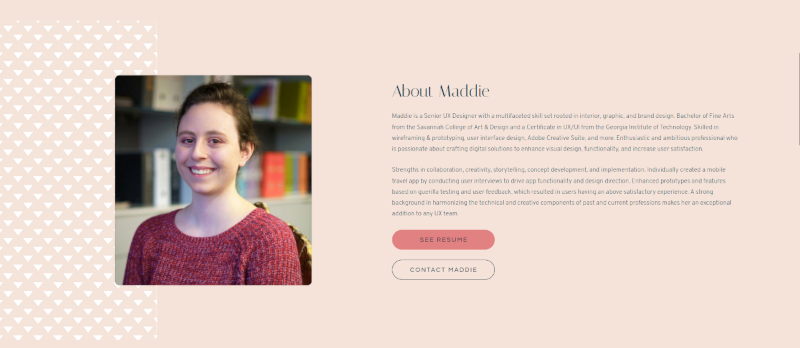 About Maddie
Maddie is a Senior UX Designer with a multifaceted skill set rooted in interior, graphic, and brand design. Bachelor of Fine Arts
from the Savannah College of Art & Design and a Certificate in UX/UI from the Georgia Institute of Technology. Skilled in
wireframing & prototyping, user interface design, Adobe Creative Suite, and more. Enthusiastic and ambitious professional who
is passionate about crafting digital solutions to enhance visual design, functionality, and increase user satisfaction.
Strengths in collaboration, creativity, storytelling, concept development, and implementation. Individually created a mobile
travel app by conducting user interviews to drive app functionality and design direction. Enhanced prototypes and features
based on guerilla testing and user feedback, which resulted in users having an above satisfactory experience. A strong
background in harmonizing the technical and creative components of past and current professions makes her an exceptional
addition to any UX team.
SEE RESUME
CONTACT MADDIE